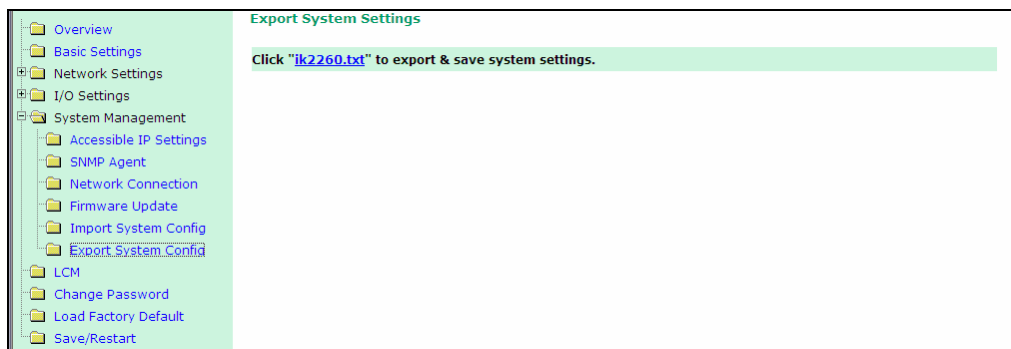 Overview
Basic Settings
Network Settings
I/O Settings
System Management
Accessible IP Settings
SNMP Agent
Network Connection
Firmware Update
Import System Config
Export System Config
LCM
Change Password
Load Factory Default
Save/Restart
Export System Settings
Click "ik2260.txt" to export & save system settings.